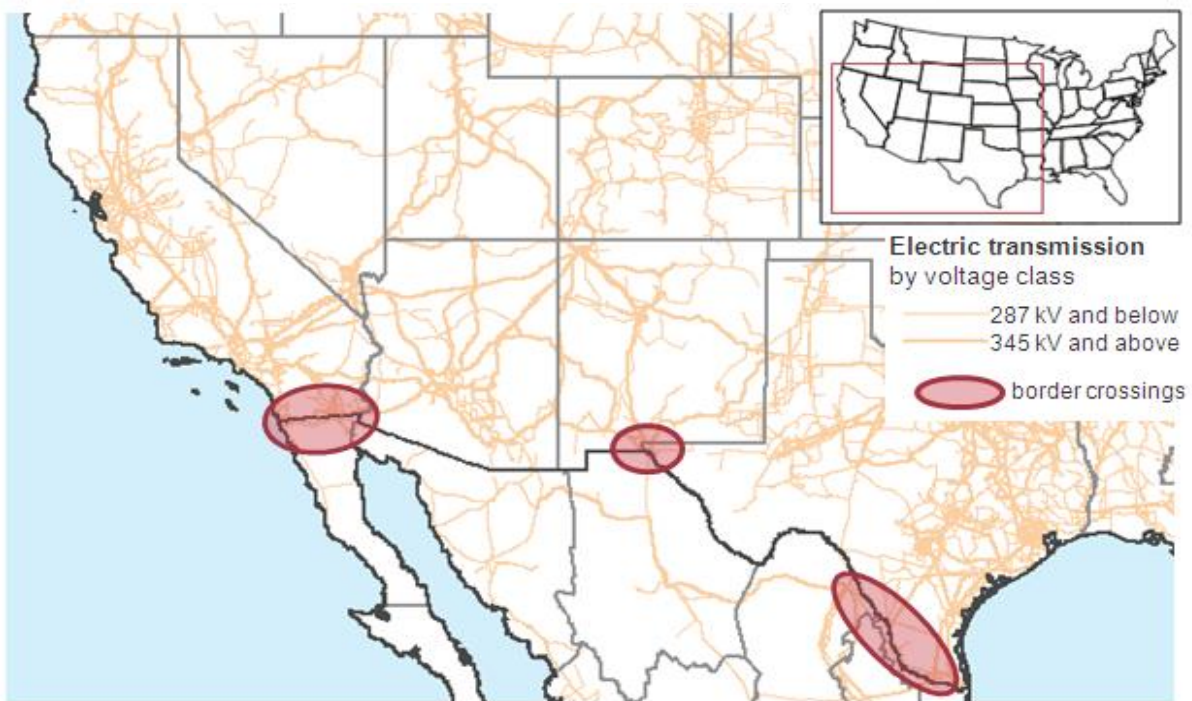 Electric transmission
by voltage class
287 kV and below
345 kV and above
border crossings